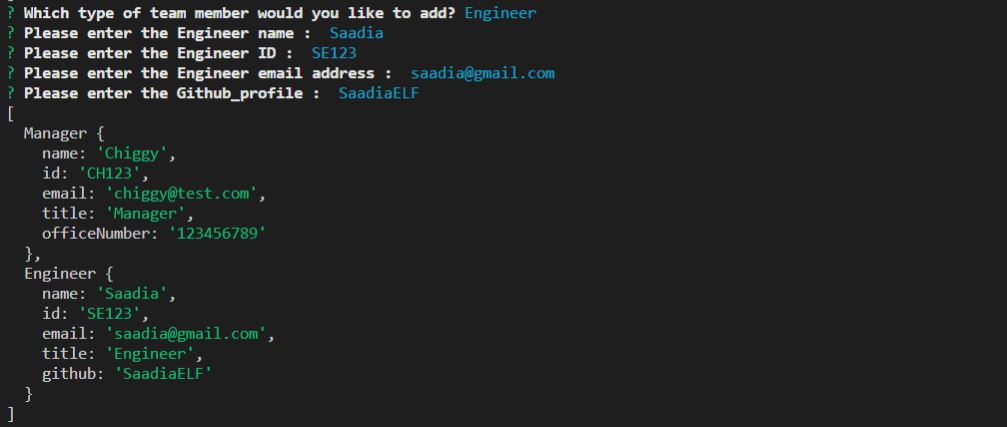 ? Which type of team member would you like to add? Engineer
? Please enter the Engineer name :  Saadia
? Please enter the Engineer ID :  SE123
? Please enter the Engineer email address :  saadia@gmail.com
? Please enter the Github_profile :  SaadiaELF
[
  Manager {
    name: 'Chiggy',
    id: 'CH123',
    email: 'chiggy@test.com',
    title: 'Manager',
    officeNumber: '123456789'
  },
  Engineer {
    name: 'Saadia',
    id: 'SE123',
    email: 'saadia@gmail.com',
    title: 'Engineer',
    github: 'SaadiaELF'
  }
]